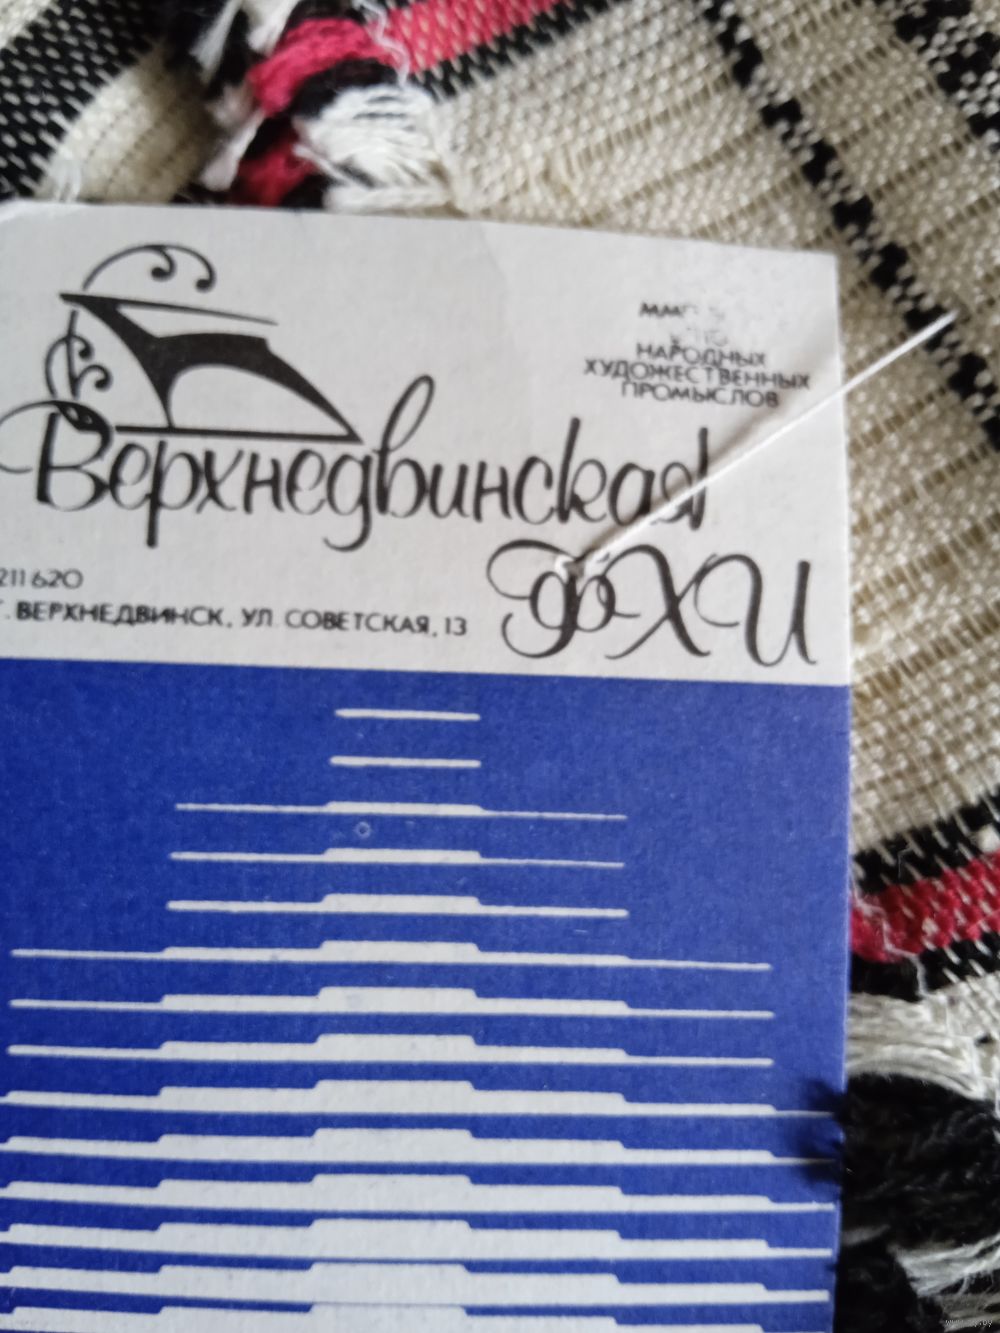 НАРОДНЫХ
ХУДОЖЕСТВЕННЫХ
ПРОМЫСЛОВ
Верхнедвинская
фХИ
211620
Г. ВЕРХНЕДВИНСК, УЛ. СОВЕТСКАЯ, 13